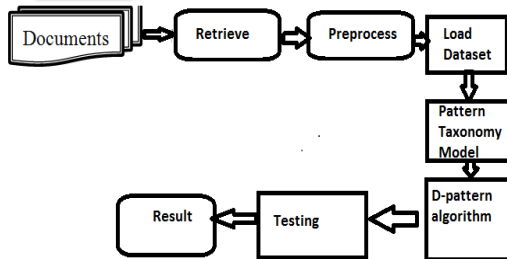 Documents
Retrieve
Preprocess
Load
Dataset
Pattern
Taxonomy
Model
D-pattern
algorithm
Testing
Result